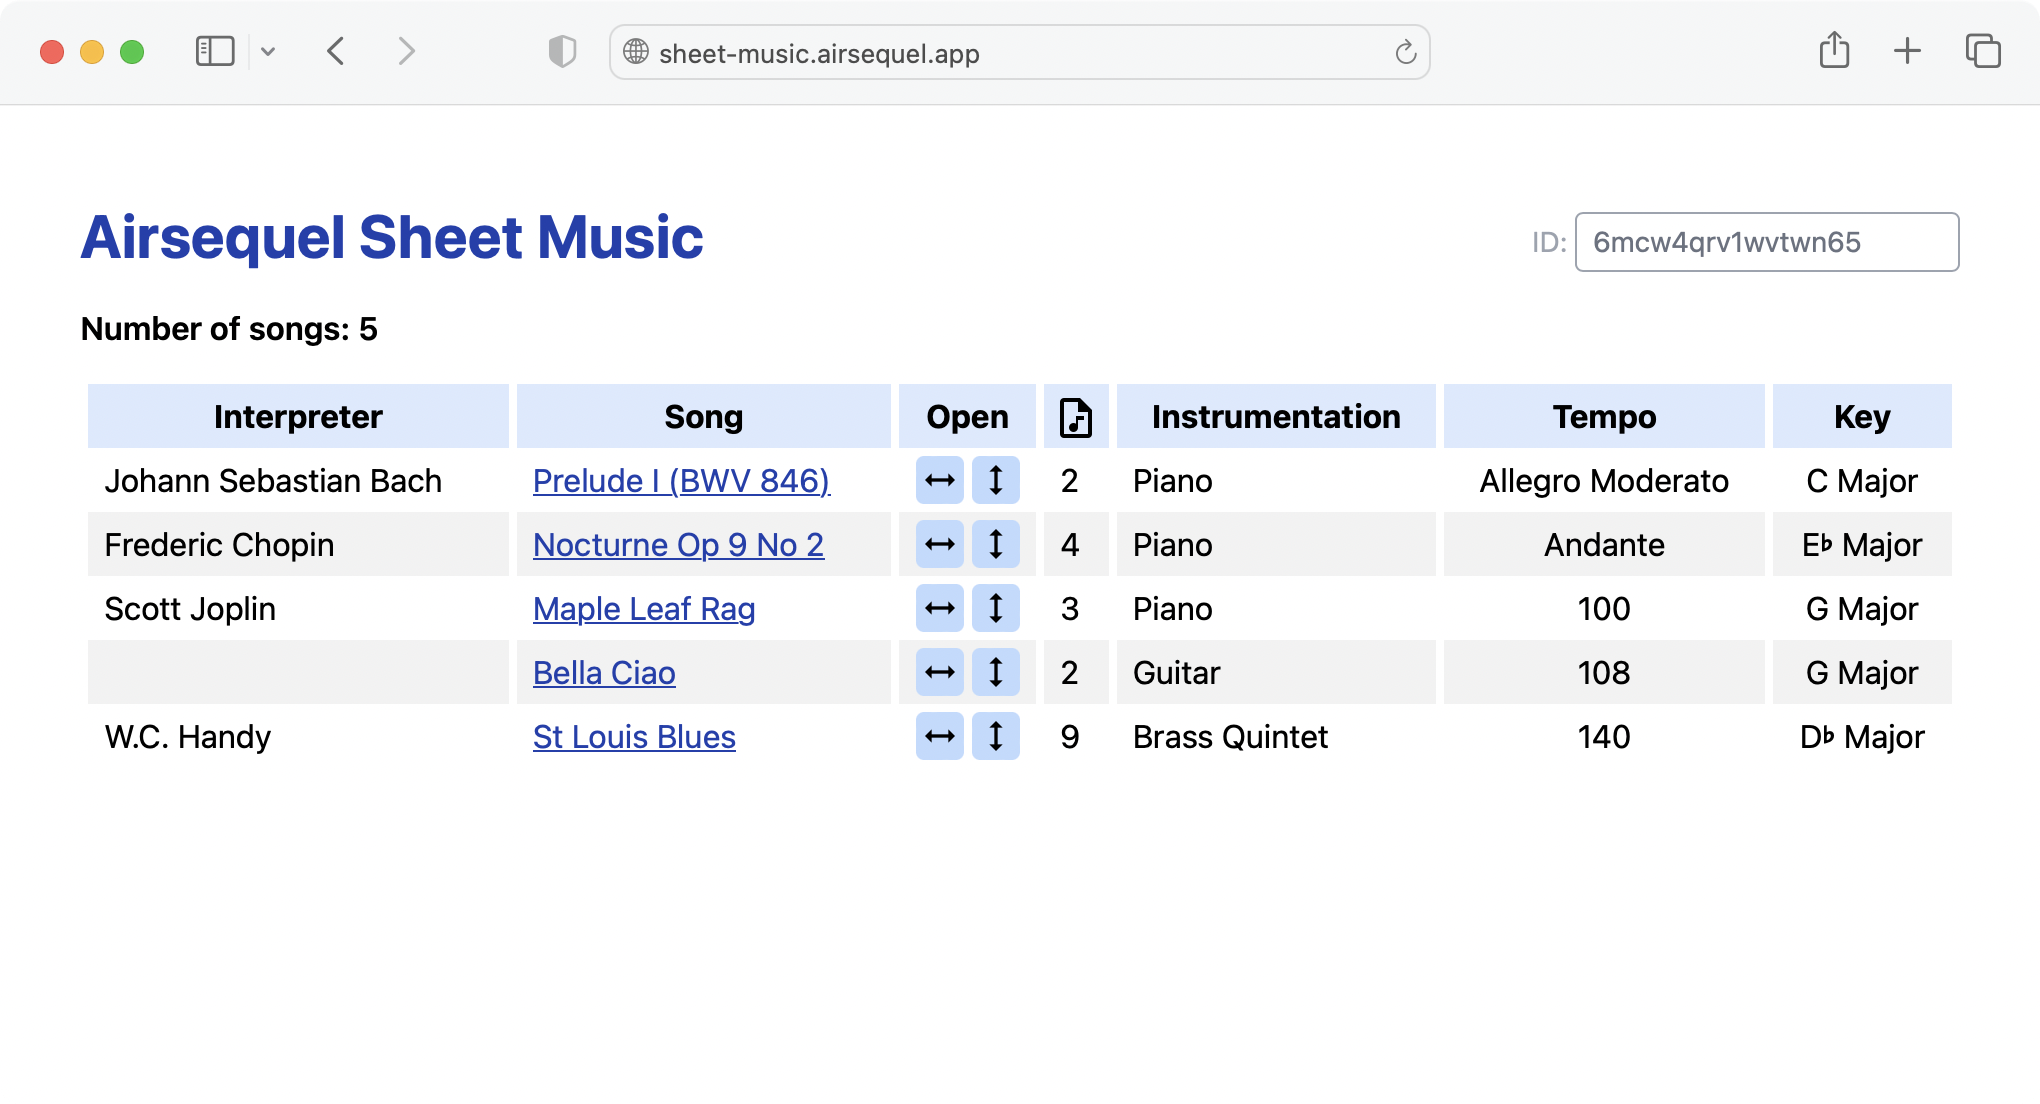 sheet-music.airsequel.app
Airsequel Sheet Music
ID: 6mcw4qrv1wvtwn65
Number of songs: 5
Interpreter Song Open Instrumentation Tempo Key
Johann Sebastian Bach Prelude I (BWV 846) 2 Piano Allegro Moderato C Major
Frederic Chopin Nocturne Op 9 No 2 4 Piano Andante E♭ Major
Scott Joplin Maple Leaf Rag 3 Piano 100 G Major
Bella Ciao 2 Guitar 108 G Major
W.C. Handy St Louis Blues 9 Brass Quintet 140 D♭ Major